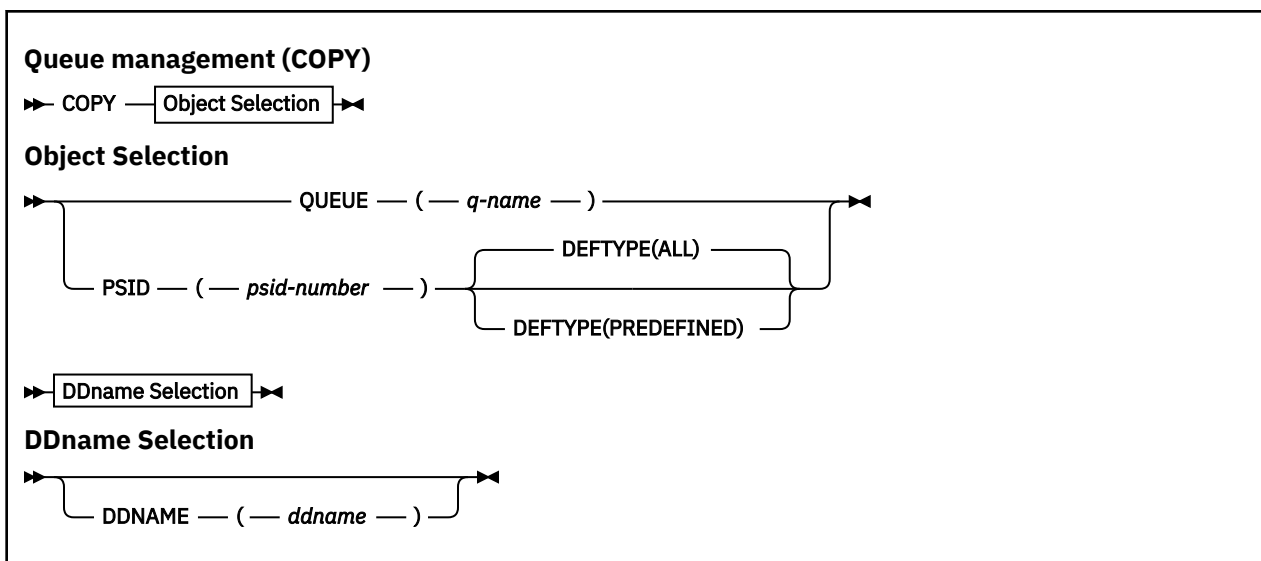 Queue management (COPY)
COPY Object Selection
Object Selection
QUEUE ( q-name )
DEFTYPE(ALL)
PSID ( psid-number )
DEFTYPE(PREDEFINED)
DDname Selection
DDname Selection
DDNAME ( ddname )